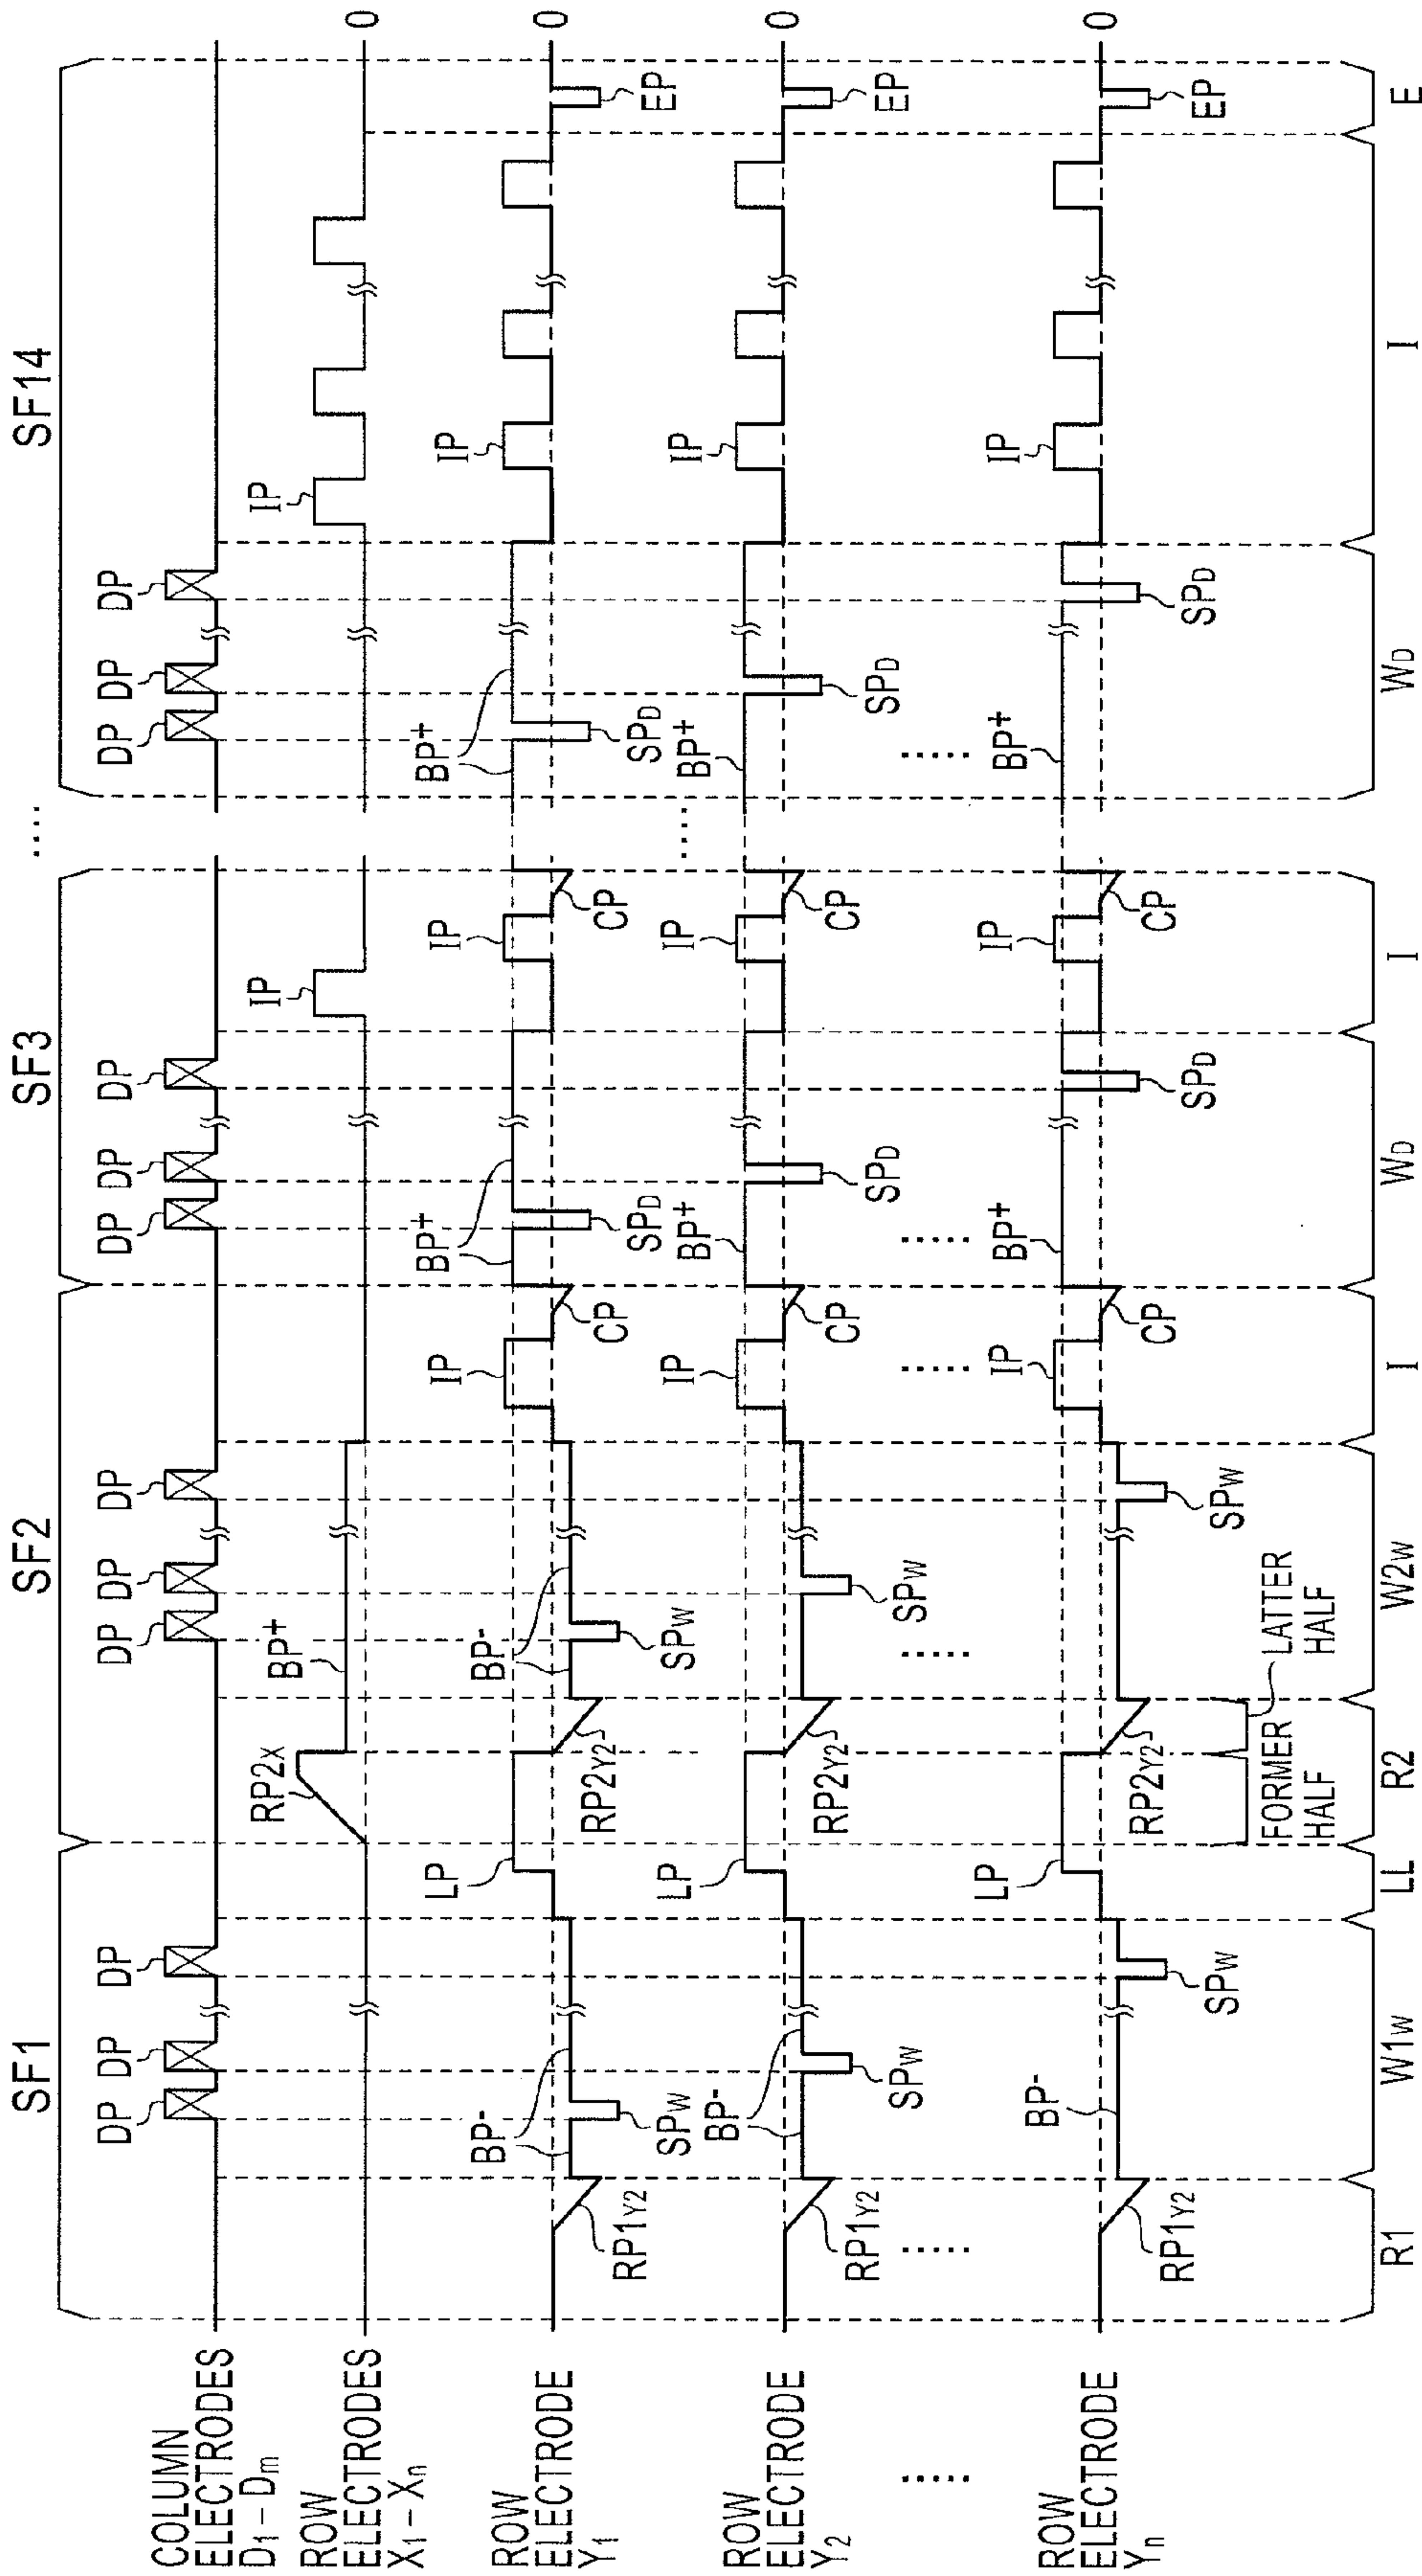 SF1 SF2 SF3 .... SF14
COLUMN
ELECTRODES
D1-Dm
DP DP DP DP DP DP DP DP DP DP DP DP
ROW
ELECTRODES
X1-Xn
RP2X BP+ IP IP 0
ROW
ELECTRODE
Y1
RP1Y2 BP- SPW LP RP2Y2 BP- SPW IP CP BP+ SPD IP CP BP+ SPD IP EP 0
ROW
ELECTRODE
Y2
RP1Y2 BP- SPW LP RP2Y2 SPW IP CP BP+ SPD IP CP .... BP+ SPD IP EP 0
..... ..... ..... ..... ..... .....
ROW
ELECTRODE
Yn
RP1Y2 BP- SPW LP RP2Y2 SPW IP CP BP+ SPD IP CP BP+ SPD IP EP 0
FORMER
HALF
LATTER
HALF
R1 W1W LL R2 W2W I WD I WD I E